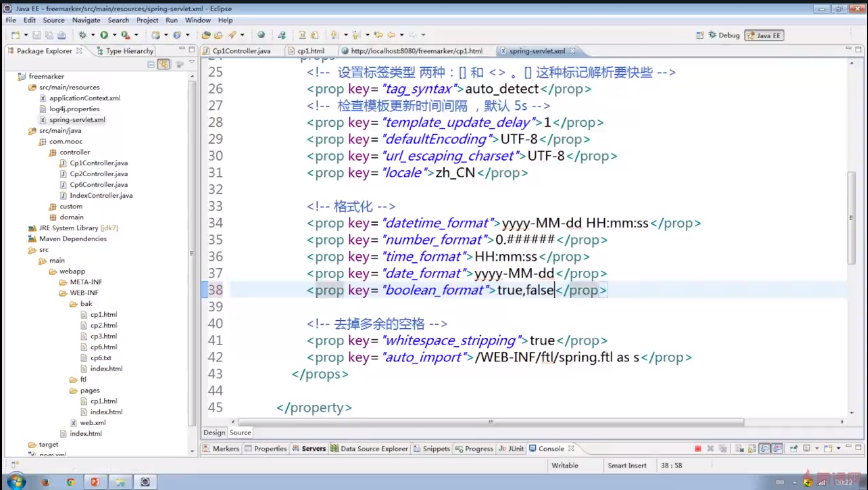 Java EE - freemarker/src/main/resources/spring-servlet.xml - Eclipse
File Edit Source Navigate Search Project Run Window Help
Debug Java EE
Package Explorer Type Hierarchy
Cp1Controller.java cp1.html http://localhost:8080/freemarker/cp1.html spring-servlet.xml
freemarker
src/main/resources
applicationContext.xml
log4j.properties
spring-servlet.xml
src/main/java
com.mooc
controller
Cp1Controller.java
Cp2Controller.java
Cp6Controller.java
IndexController.java
custom
domain
JRE System Library [jdk7]
Maven Dependencies
src
main
webapp
META-INF
WEB-INF
bak
cp1.html
cp2.html
cp3.html
cp6.html
cp6.txt
index.html
ftl
pages
cp1.html
index.html
web.xml
index.html
target
pom.xml
25 <!-- 设置标签类型 两种：[] 和 <> 。[] 这种标记解析要快些 -->
26 <prop key="tag_syntax">auto_detect</prop>
27 <!-- 检查模板更新时间间隔 ，默认 5s -->
28 <prop key="template_update_delay">1</prop>
29 <prop key="defaultEncoding">UTF-8</prop>
30 <prop key="url_escaping_charset">UTF-8</prop>
31 <prop key="locale">zh_CN</prop>
32
33 <!-- 格式化 -->
34 <prop key="datetime_format">yyyy-MM-dd HH:mm:ss</prop>
35 <prop key="number_format">0.######</prop>
36 <prop key="time_format">HH:mm:ss</prop>
37 <prop key="date_format">yyyy-MM-dd</prop>
38 <prop key="boolean_format">true,false</prop>
39
40 <!-- 去掉多余的空格 -->
41 <prop key="whitespace_stripping">true</prop>
42 <prop key="auto_import">/WEB-INF/ftl/spring.ftl as s</prop>
43 </props>
44
45 </property>
Design Source
Markers Properties Servers Data Source Explorer Snippets Progress JUnit Console
Writable Smart Insert 38 : 58